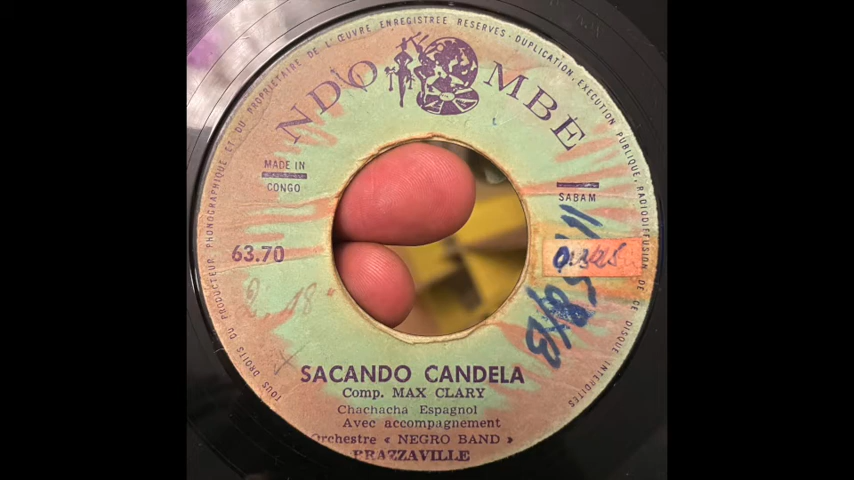 TOUS DROITS DU PRODUCTEUR PHONOGRAPHIQUE ET DU PROPRIETAIRE DE L'ŒUVRE ENREGISTREE RESERVES - DUPLICATION, EXECUTION PUBLIQUE, RADIODIFFUSION DE CE DISQUE INTERDITES
NDOMBE
MADE IN
CONGO
SABAM
63.70
2.18"
SACANDO CANDELA
Comp. MAX CLARY
Chachacha Espagnol
Avec accompagnement
Orchestre « NEGRO BAND »
BRAZZAVILLE